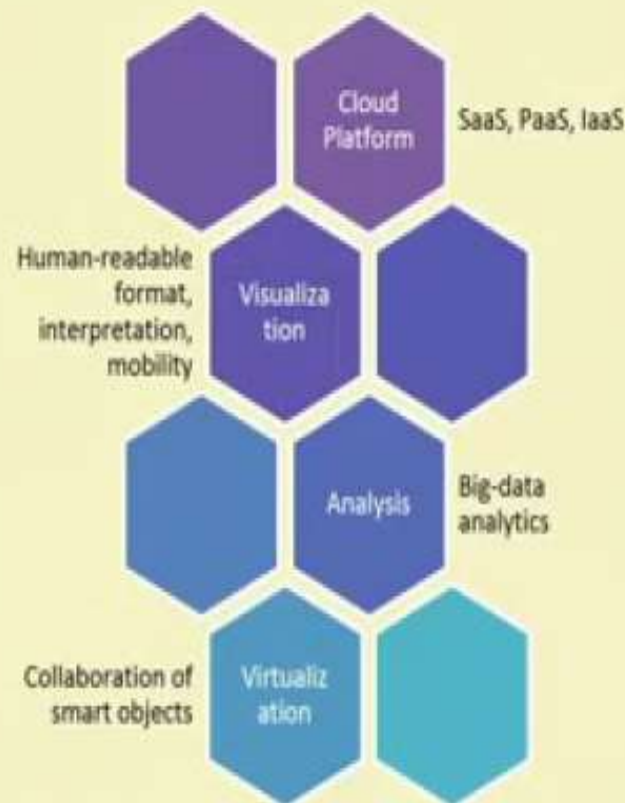 Cloud
Platform
SaaS, PaaS, IaaS
Human-readable
format,
interpretation,
mobility
Visualiza
tion
Analysis
Big-data
analytics
Collaboration of
smart objects
Virtualiz
ation